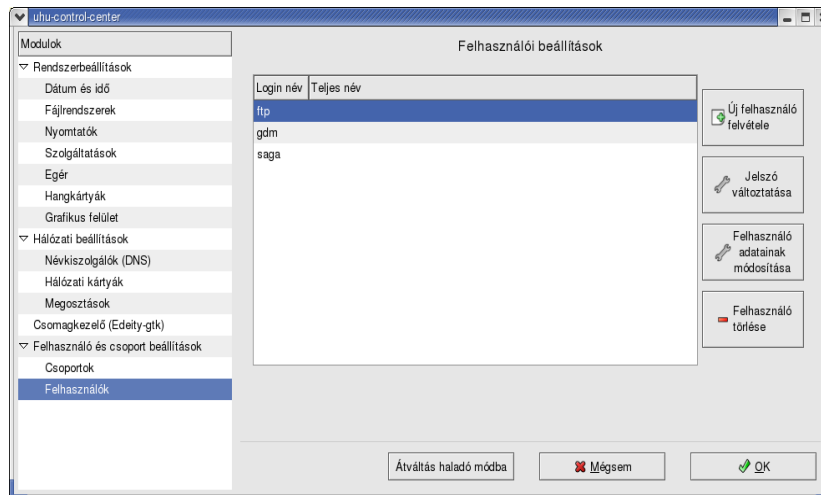 uhu-control-center
Modulok
Rendszerbeállítások
Dátum és idő
Fájlrendszerek
Nyomtatók
Szolgáltatások
Egér
Hangkártyák
Grafikus felület
Hálózati beállítások
Névkiszolgálók (DNS)
Hálózati kártyák
Megosztások
Csomagkezelő (Edeity-gtk)
Felhasználó és csoport beállítások
Csoportok
Felhasználók
Felhasználói beállítások
Login név Teljes név
ftp
gdm
saga
Új felhasználó
felvétele
Jelszó
változtatása
Felhasználó
adatainak
módosítása
Felhasználó
törlése
Átváltás haladó módba
Mégsem
OK